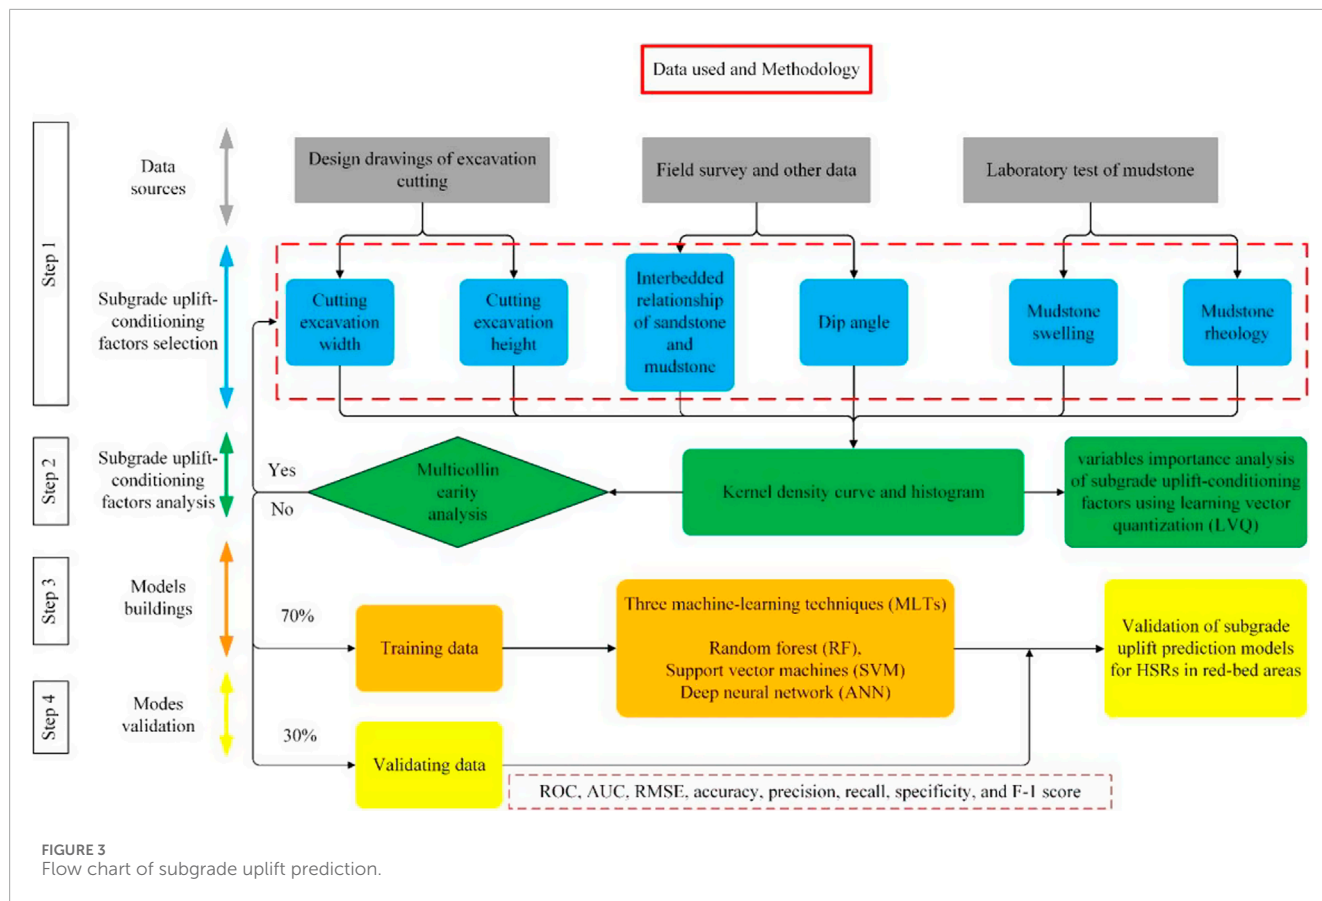 Data used and Methodology
Step 1
Data
sources
Design drawings of excavation
cutting
Field survey and other data
Laboratory test of mudstone
Subgrade uplift-
conditioning
factors selection
Cutting
excavation
width
Cutting
excavation
height
Interbedded
relationship
of sandstone
and
mudstone
Dip angle
Mudstone
swelling
Mudstone
rheology
Step 2
Subgrade uplift-
conditioning
factors analysis
Yes
No
Multicollin
earity
analysis
Kernel density curve and histogram
variables importance analysis
of subgrade uplift-conditioning
factors using learning vector
quantization (LVQ)
Step 3
Models
buildings
70%
Training data
Three machine-learning techniques (MLTs)
Random forest (RF),
Support vector machines (SVM)
Deep neural network (ANN)
Validation of subgrade
uplift prediction models
for HSRs in red-bed areas
Step 4
Modes
validation
30%
Validating data
ROC, AUC, RMSE, accuracy, precision, recall, specificity, and F-1 score
FIGURE 3
Flow chart of subgrade uplift prediction.